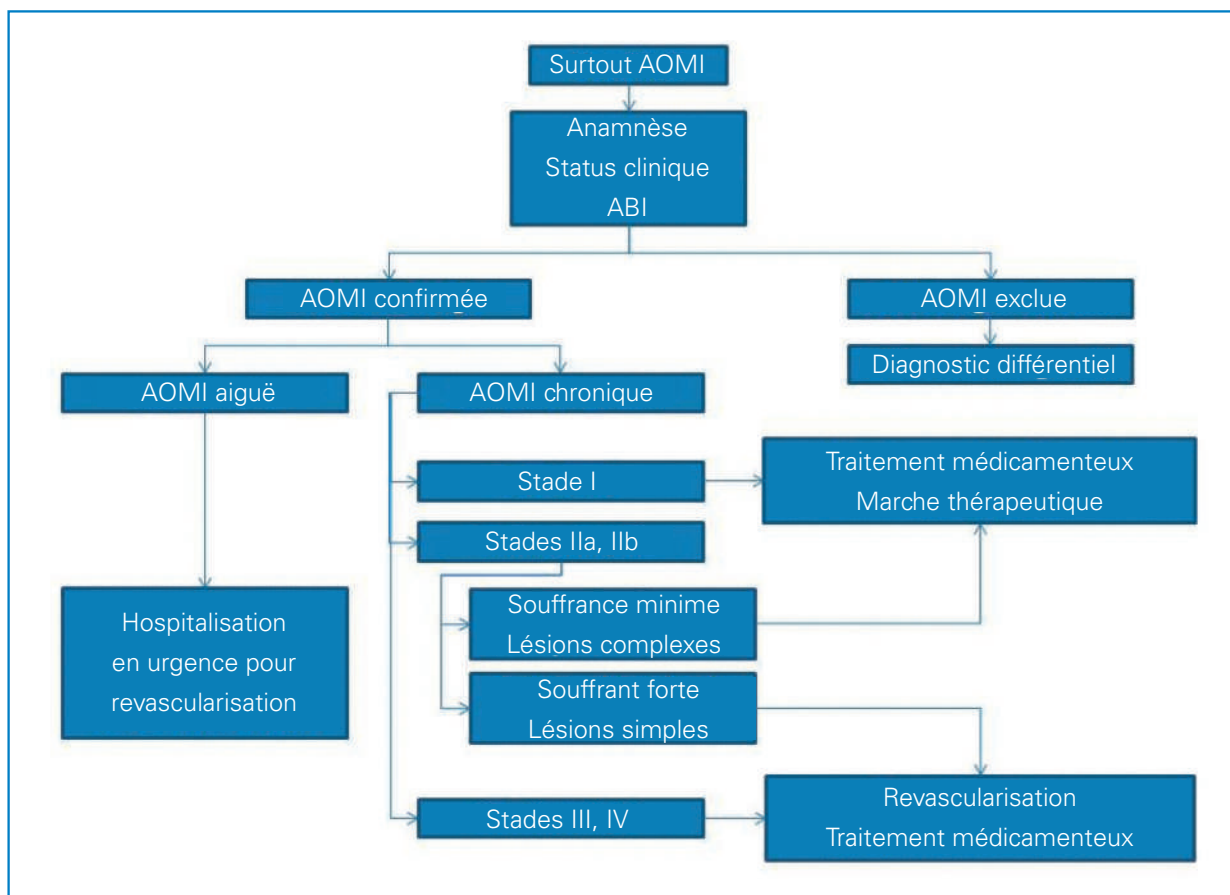 Surtout AOMI
Anamnèse
Status clinique
ABI
AOMI confirmée
AOMI exclue
Diagnostic différentiel
AOMI aiguë
AOMI chronique
Stade I
Traitement médicamenteux
Marche thérapeutique
Stades IIa, IIb
Souffrance minime
Lésions complexes
Hospitalisation
en urgence pour
revascularisation
Souffrant forte
Lésions simples
Stades III, IV
Revascularisation
Traitement médicamenteux